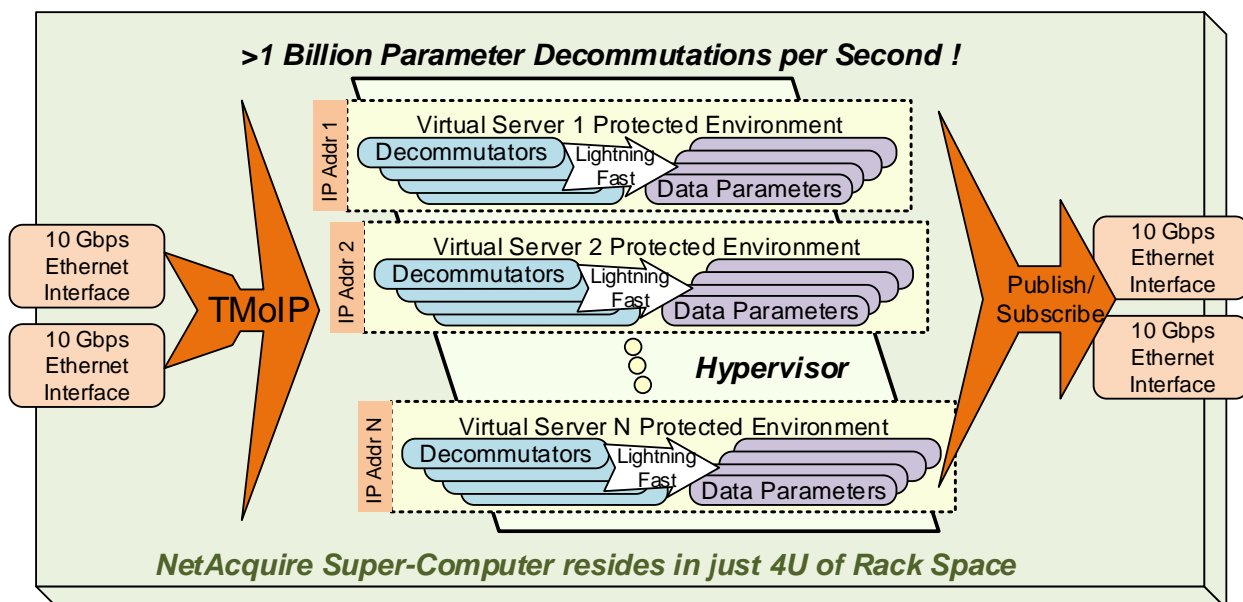 >1 Billion Parameter Decommutations per Second !
IP Addr 1
Virtual Server 1 Protected Environment
Decommutators
Lightning
Fast
Data Parameters
IP Addr 2
Virtual Server 2 Protected Environment
Decommutators
Lightning
Fast
Data Parameters
Hypervisor
IP Addr N
Virtual Server N Protected Environment
Decommutators
Lightning
Fast
Data Parameters
10 Gbps
Ethernet
Interface
10 Gbps
Ethernet
Interface
TMoIP
Publish/
Subscribe
10 Gbps
Ethernet
Interface
10 Gbps
Ethernet
Interface
NetAcquire Super-Computer resides in just 4U of Rack Space